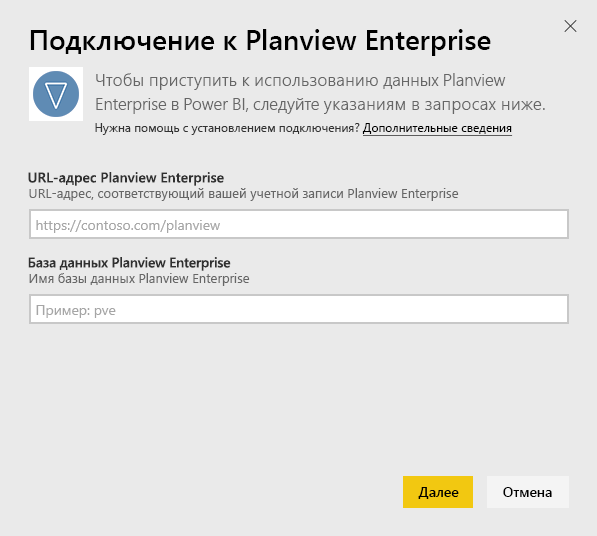 Подключение к Planview Enterprise
Чтобы приступить к использованию данных Planview
Enterprise в Power BI, следуйте указаниям в запросах ниже.
Нужна помощь с установлением подключения? Дополнительные сведения
URL-адрес Planview Enterprise
URL-адрес, соответствующий вашей учетной записи Planview Enterprise
https://contoso.com/planview
База данных Planview Enterprise
Имя базы данных Planview Enterprise
Пример: pve
Далее
Отмена